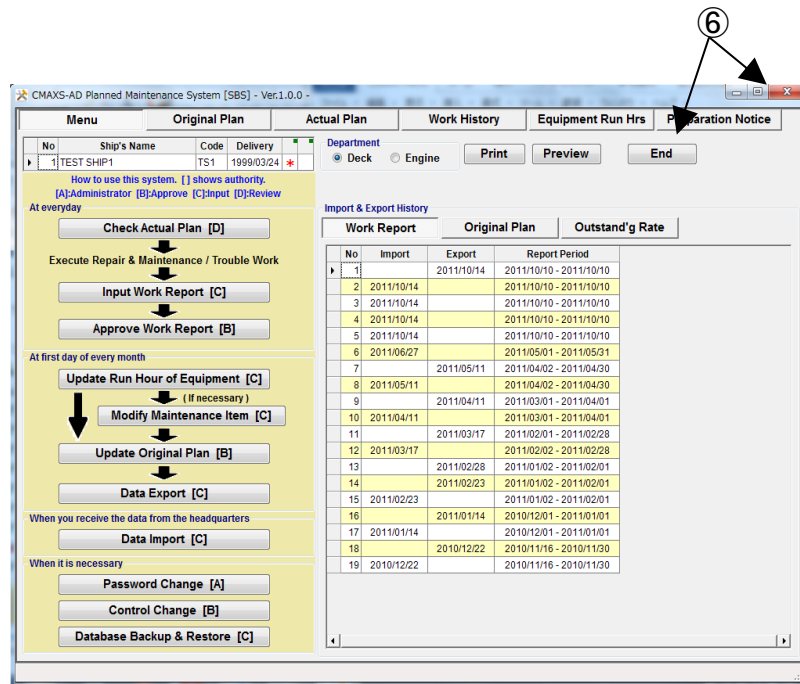 ⑥
CMAXS-AD Planned Maintenance System [SBS] - Ver.1.0.0 -
Menu Original Plan Actual Plan Work History Equipment Run Hrs Preparation Notice
No Ship's Name Code Delivery
1 TEST SHIP1 TS1 1999/03/24 *
Department
Deck Engine Print Preview End
How to use this system. [ ] shows authority.
[A]:Administrator [B]:Approve [C]:Input [D]:Review
At everyday
Check Actual Plan [D]
Execute Repair & Maintenance / Trouble Work
Input Work Report [C]
Approve Work Report [B]
At first day of every month
Update Run Hour of Equipment [C]
( If necessary )
Modify Maintenance Item [C]
Update Original Plan [B]
Data Export [C]
When you receive the data from the headquarters
Data Import [C]
When it is necessary
Password Change [A]
Control Change [B]
Database Backup & Restore [C]
Import & Export History
Work Report Original Plan Outstand'g Rate
No Import Export Report Period
1 2011/10/14 2011/10/10 - 2011/10/10
2 2011/10/14 2011/10/10 - 2011/10/10
3 2011/10/14 2011/10/10 - 2011/10/10
4 2011/10/14 2011/10/10 - 2011/10/10
5 2011/10/14 2011/10/10 - 2011/10/10
6 2011/06/27 2011/05/01 - 2011/05/31
7 2011/05/11 2011/04/02 - 2011/04/30
8 2011/05/11 2011/04/02 - 2011/04/30
9 2011/04/11 2011/03/01 - 2011/04/01
10 2011/04/11 2011/03/01 - 2011/04/01
11 2011/03/17 2011/02/01 - 2011/02/28
12 2011/03/17 2011/02/02 - 2011/02/28
13 2011/02/28 2011/01/02 - 2011/02/01
14 2011/02/23 2011/01/02 - 2011/02/01
15 2011/02/23 2011/01/02 - 2011/02/01
16 2011/01/14 2010/12/01 - 2011/01/01
17 2011/01/14 2010/12/01 - 2011/01/01
18 2010/12/22 2010/11/16 - 2010/11/30
19 2010/12/22 2010/11/16 - 2010/11/30